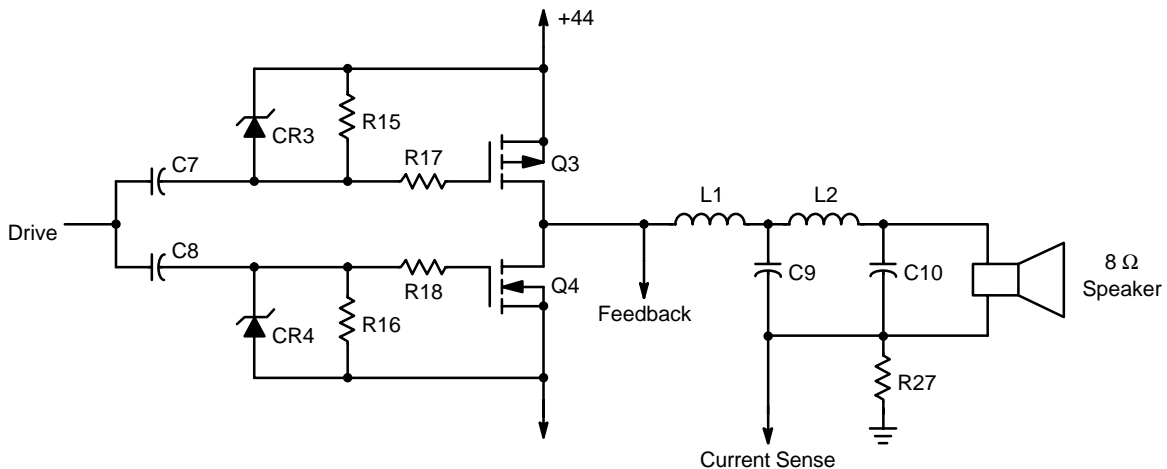 +44
CR3
R15
C7
R17
Q3
Drive
C8
R18
Q4
CR4
R16
Feedback
L1
L2
C9
C10
8 Ω
Speaker
R27
Current Sense